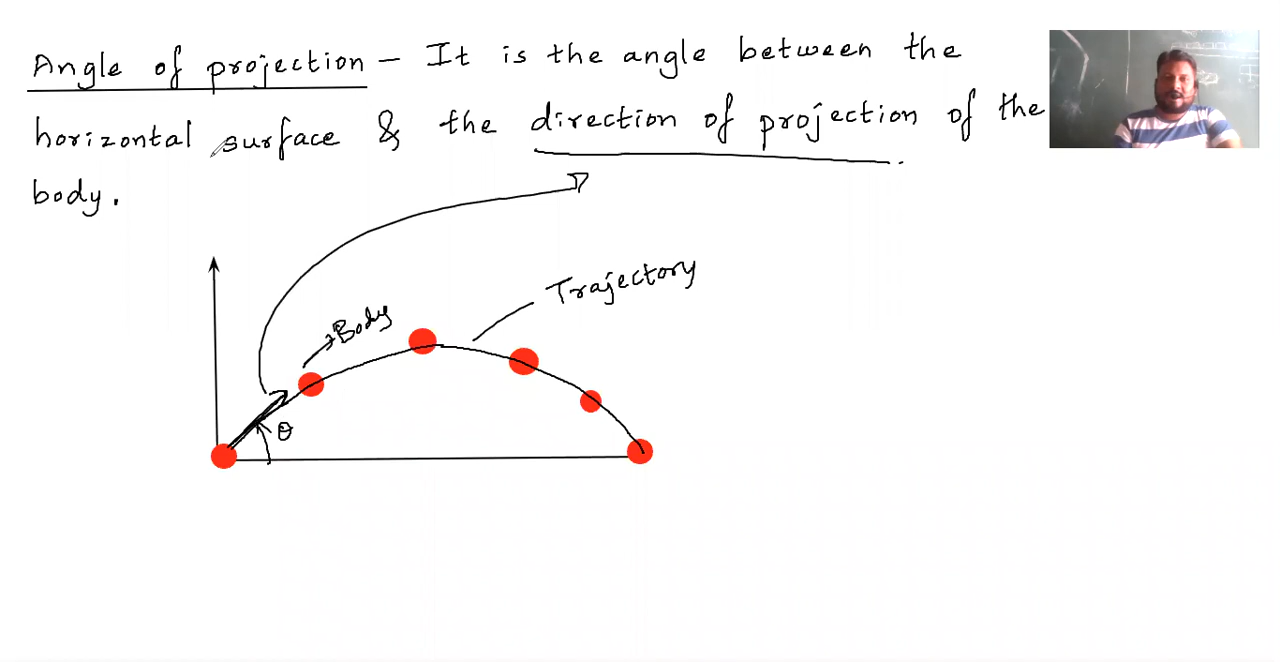 Angle of projection – It is the angle between the
horizontal surface & the direction of projection of the
body.
Trajectory
Body
θ